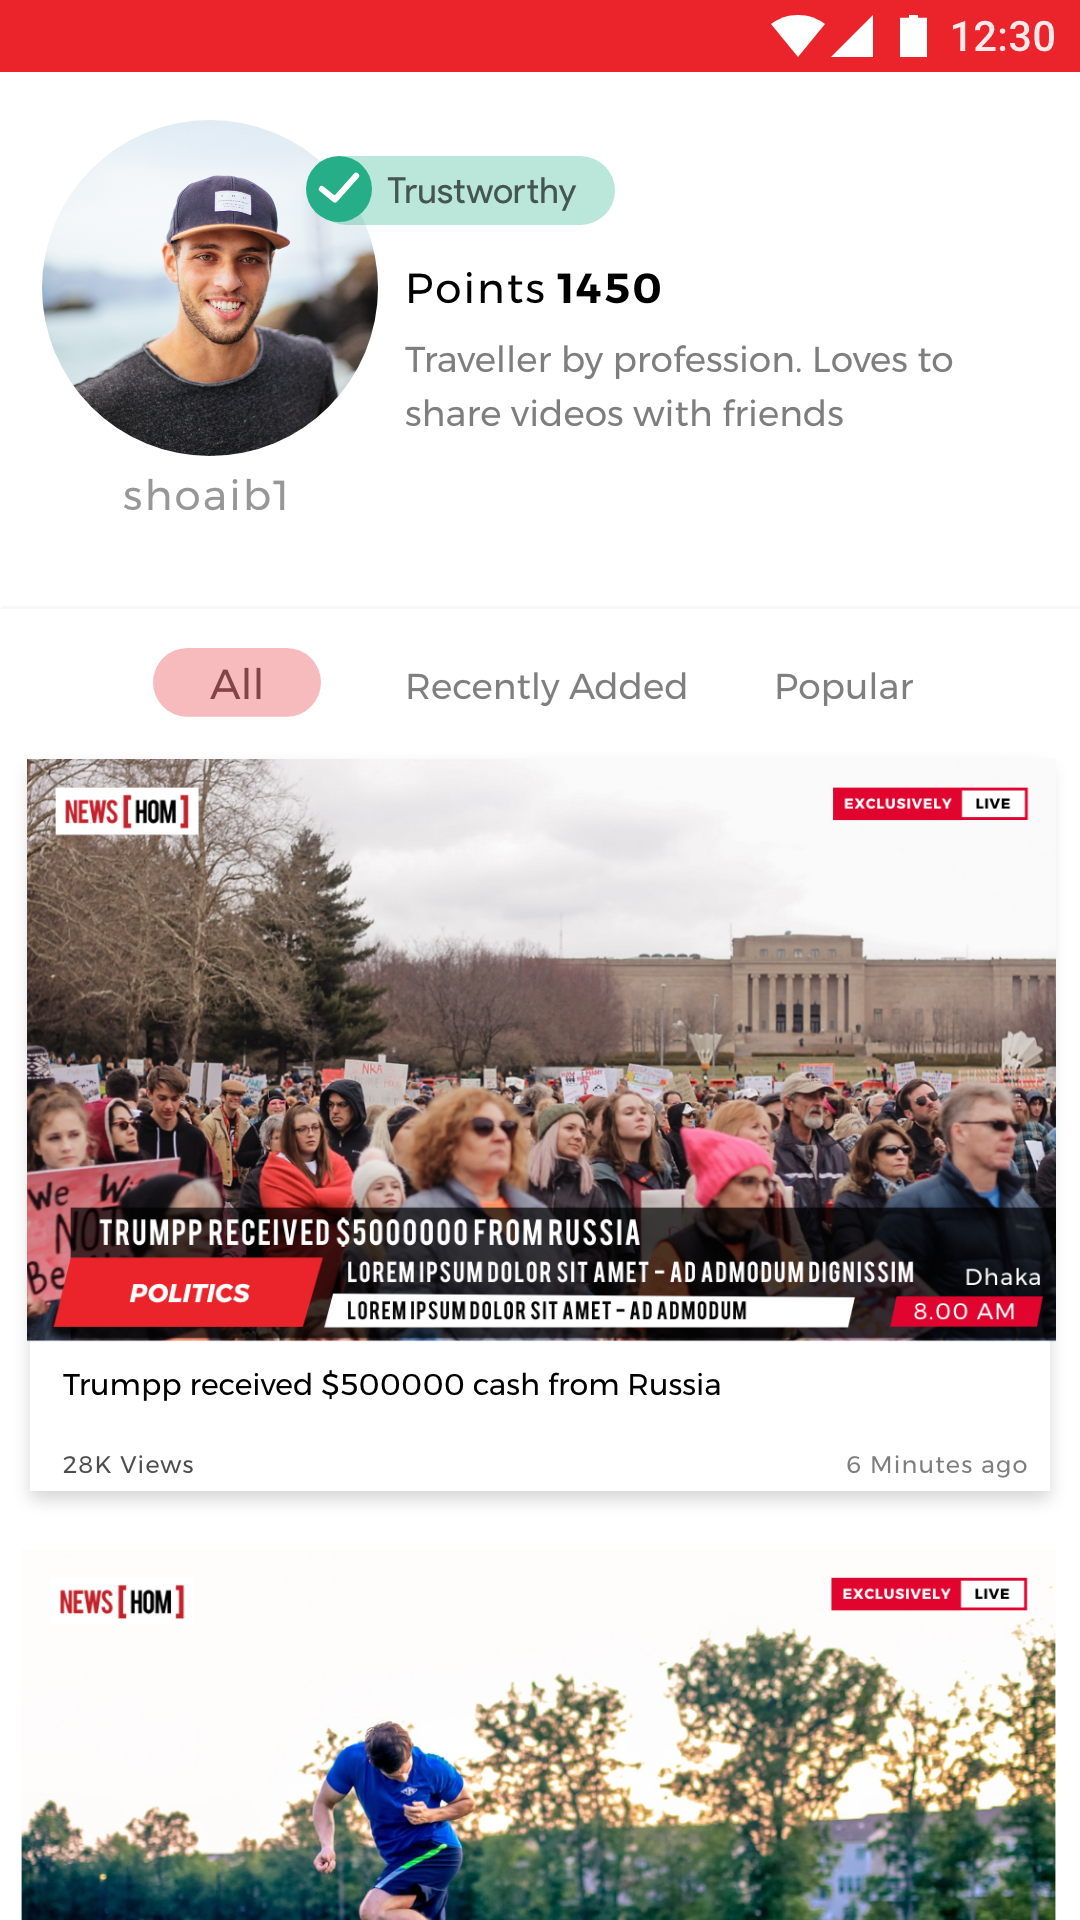 12:30
Trustworthy
Points 1450
Traveller by profession. Loves to
share videos with friends
shoaib1
All
Recently Added
Popular
NEWS [ HOM ]
EXCLUSIVELY LIVE
NRA
We
NOT
Be
TRUMPP RECEIVED $5000000 FROM RUSSIA
LOREM IPSUM DOLOR SIT AMET - AD ADMODUM DIGNISSIM
Dhaka
POLITICS
LOREM IPSUM DOLOR SIT AMET - AD ADMODUM
8.00 AM
Trumpp received $500000 cash from Russia
28K Views
6 Minutes ago
NEWS [ HOM ]
EXCLUSIVELY LIVE